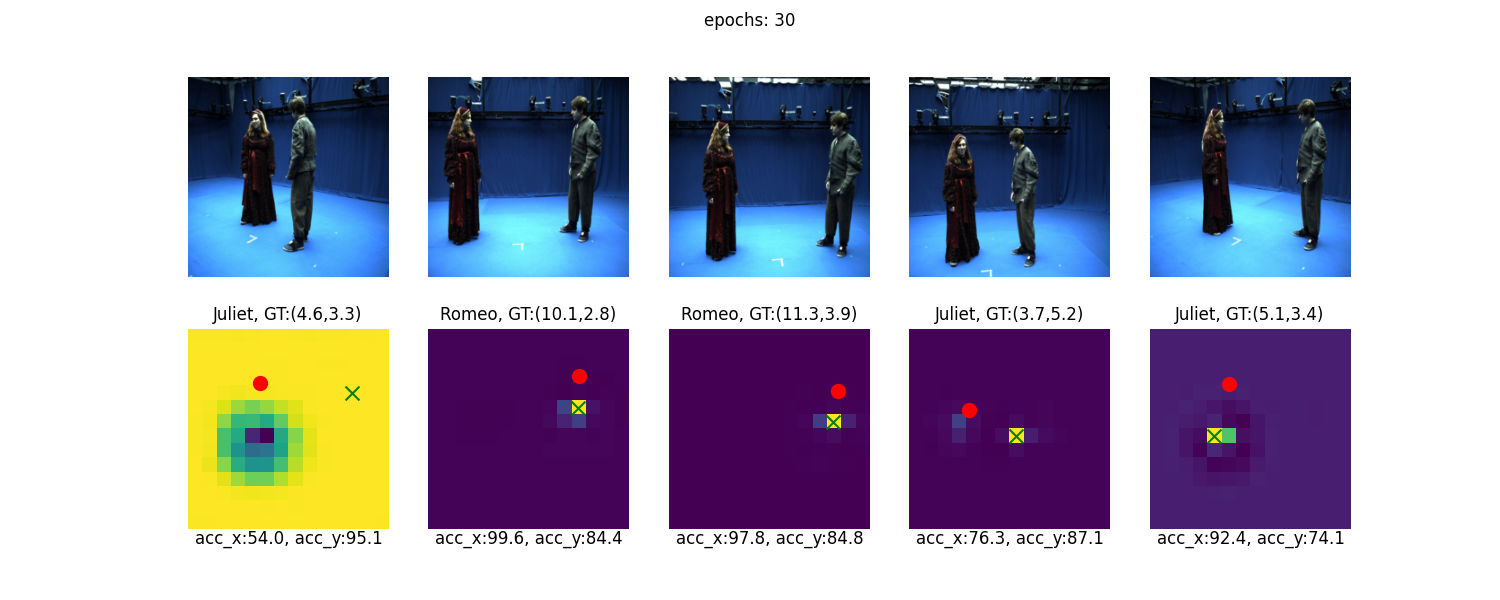 epochs: 30
Juliet, GT:(4.6,3.3)
Romeo, GT:(10.1,2.8)
Romeo, GT:(11.3,3.9)
Juliet, GT:(3.7,5.2)
Juliet, GT:(5.1,3.4)
acc_x:54.0, acc_y:95.1
acc_x:99.6, acc_y:84.4
acc_x:97.8, acc_y:84.8
acc_x:76.3, acc_y:87.1
acc_x:92.4, acc_y:74.1